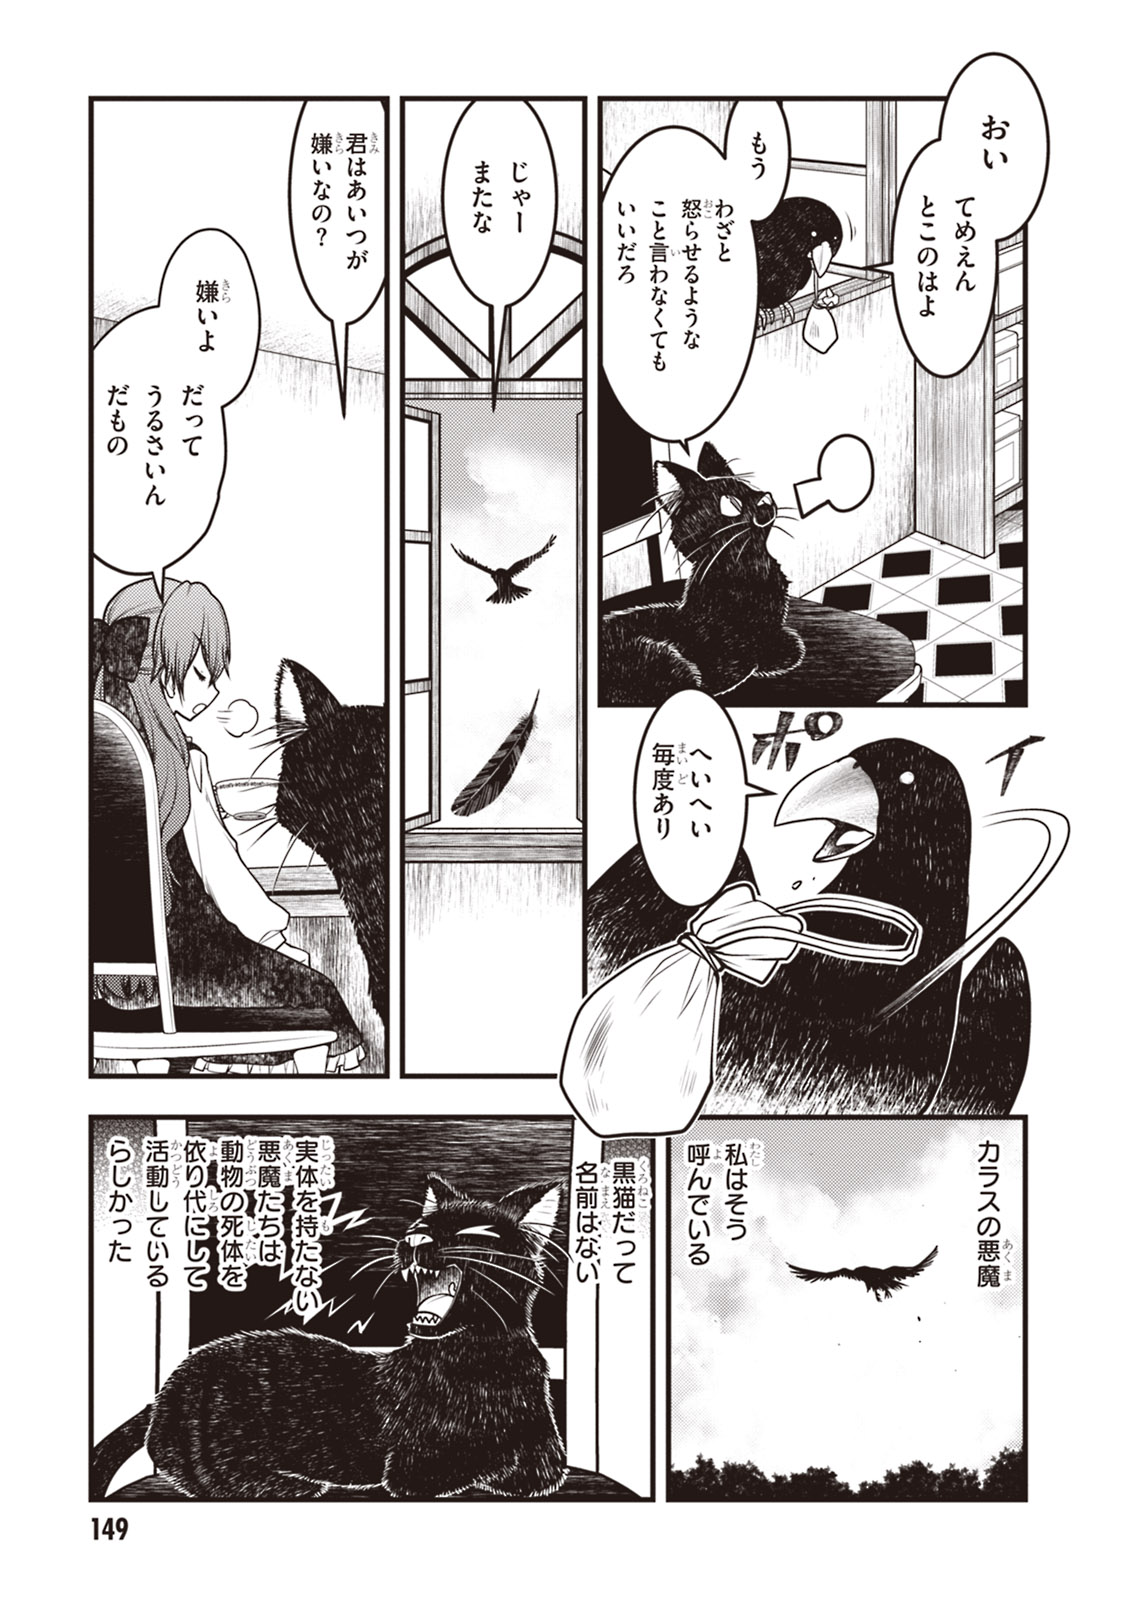 おい
てめえん
とこのはよ
もう
わざと
怒らせるような
こと言わなくても
いいだろ
ポイ
へいへい
毎度あり
じゃー
またな
君はあいつが
嫌いなの？
嫌いよ
だって
うるさいん
だもの
カラスの悪魔
私はそう
呼んでいる
黒猫だって
名前はない
実体を持たない
悪魔たちは
動物の死体を
依り代にして
活動している
らしかった
149